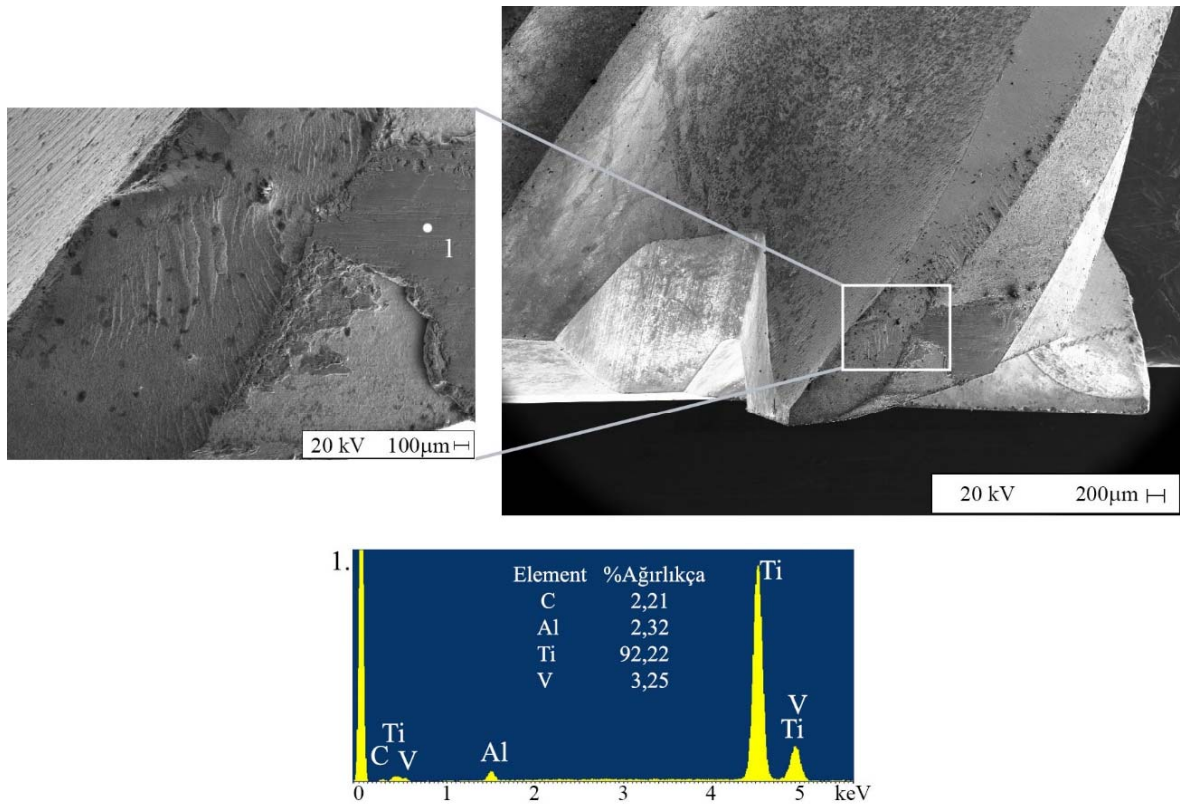 1
20 kV 100µm
20 kV 200µm
1.
Element %Ağırlıkça
C 2,21
Al 2,32
Ti 92,22
V 3,25
Ti
V
Ti
C
Ti
V
Al
0 1 2 3 4 5 keV